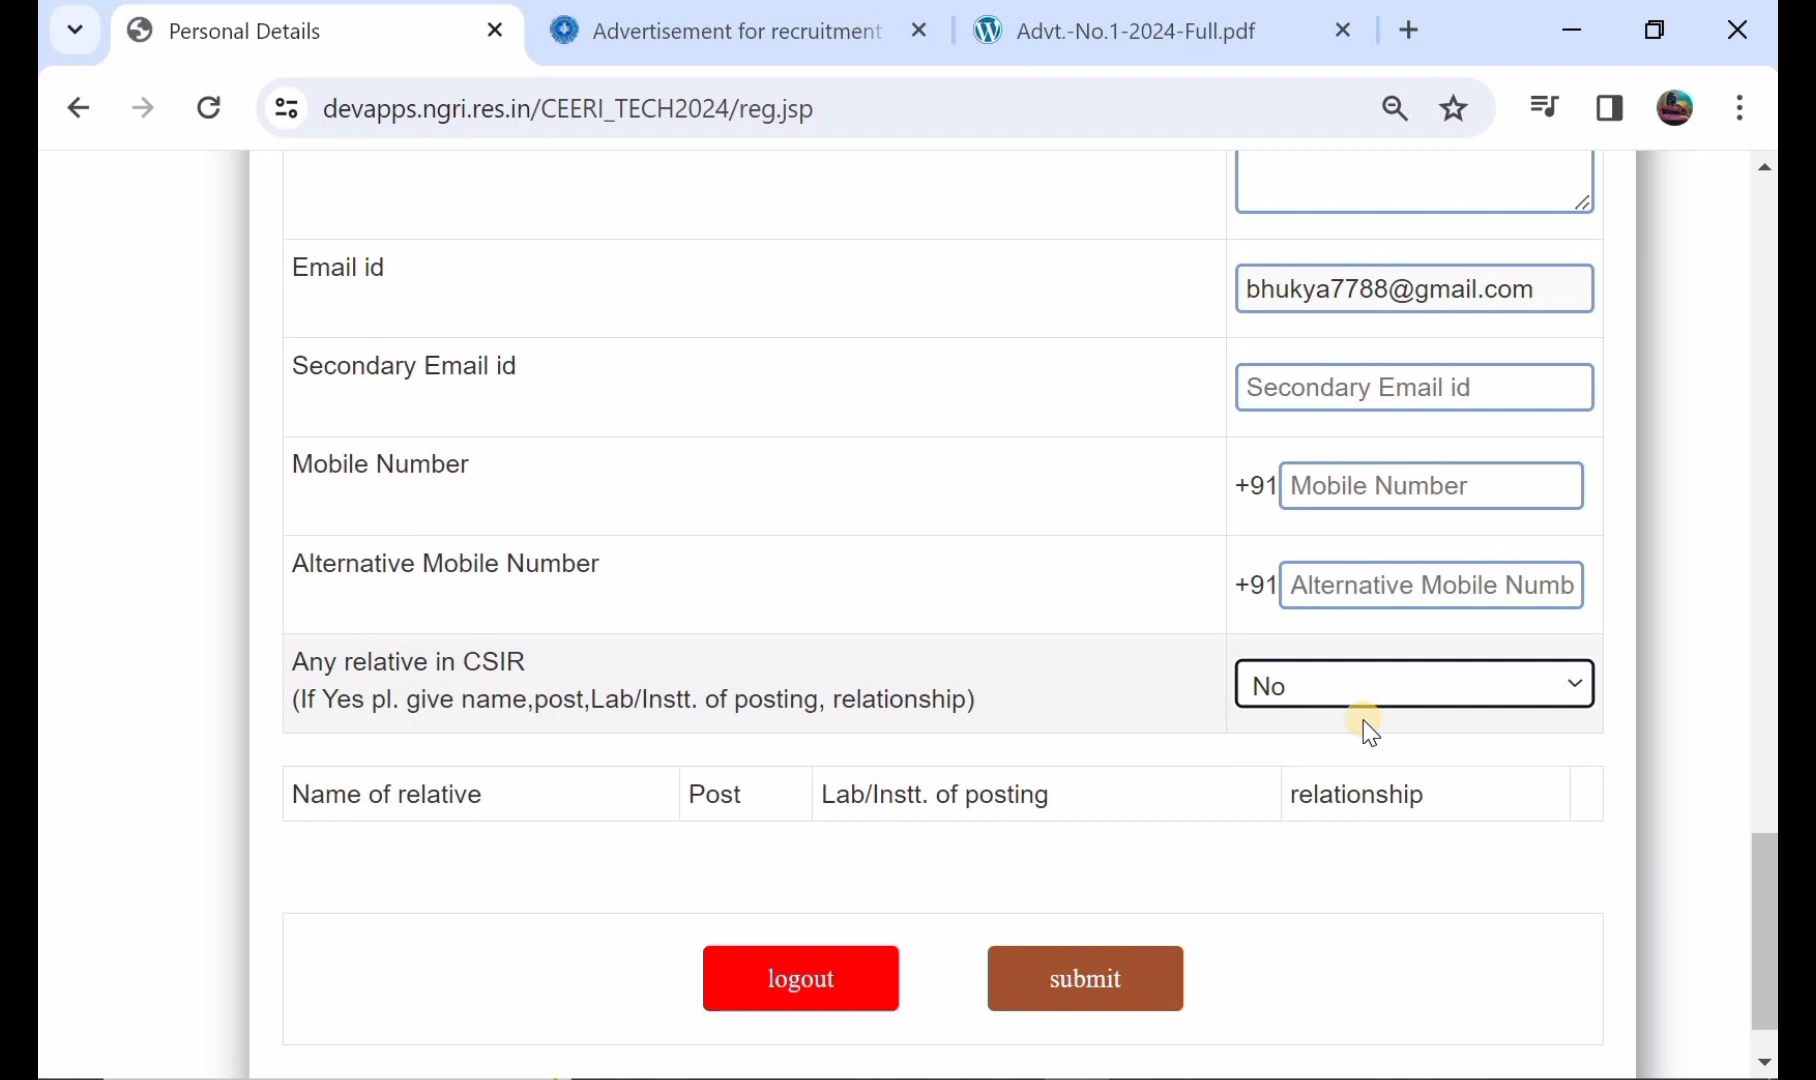 Personal Details
Advertisement for recruitment
Advt.-No.1-2024-Full.pdf
devapps.ngri.res.in/CEERI_TECH2024/reg.jsp
Email id
bhukya7788@gmail.com
Secondary Email id
Secondary Email id
Mobile Number
+91 Mobile Number
Alternative Mobile Number
+91 Alternative Mobile Numb
Any relative in CSIR
(If Yes pl. give name,post,Lab/Instt. of posting, relationship)
No
Name of relative Post Lab/Instt. of posting relationship
logout submit